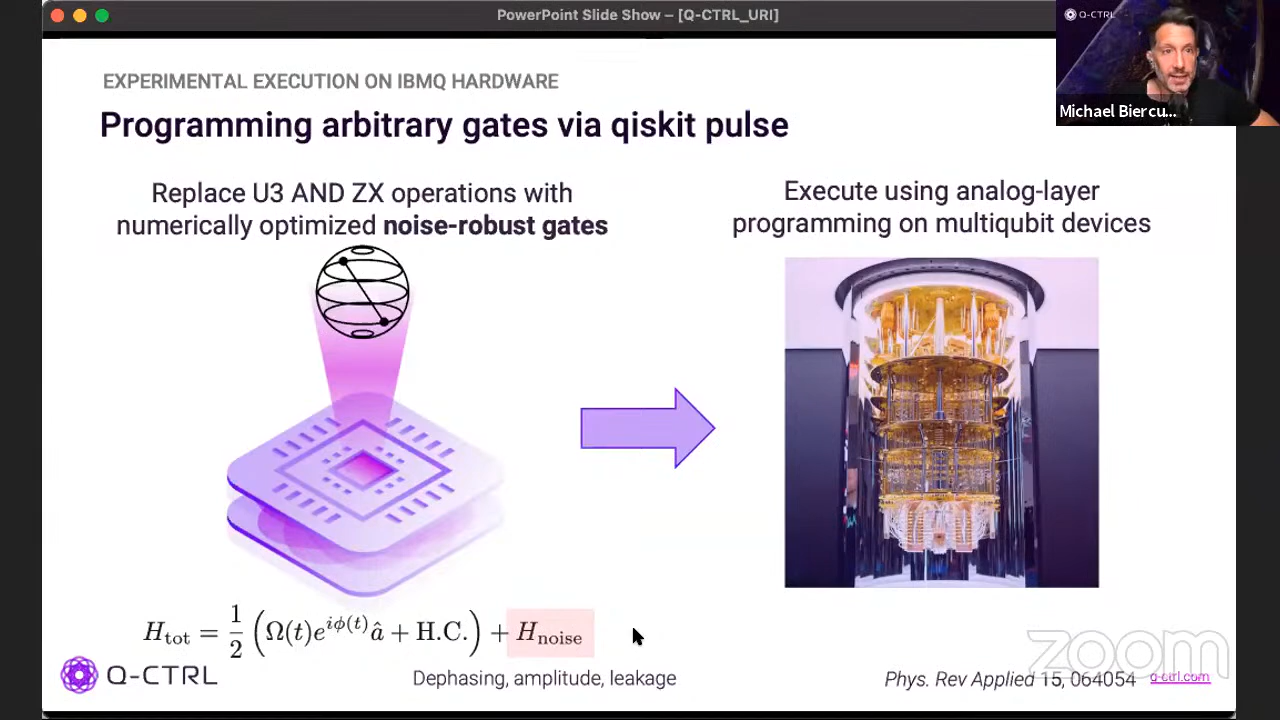 PowerPoint Slide Show – [Q-CTRL_URI]
Q-CTRL
Michael Biercu...
EXPERIMENTAL EXECUTION ON IBMQ HARDWARE
Programming arbitrary gates via qiskit pulse
Replace U3 AND ZX operations with
numerically optimized noise-robust gates
Execute using analog-layer
programming on multiqubit devices
H_tot = 1/2 (Ω(t)e^{iϕ(t)} â + H.C.) + H_noise
Q-CTRL
Dephasing, amplitude, leakage
Phys. Rev Applied 15, 064054
q-ctrl.com
zoom